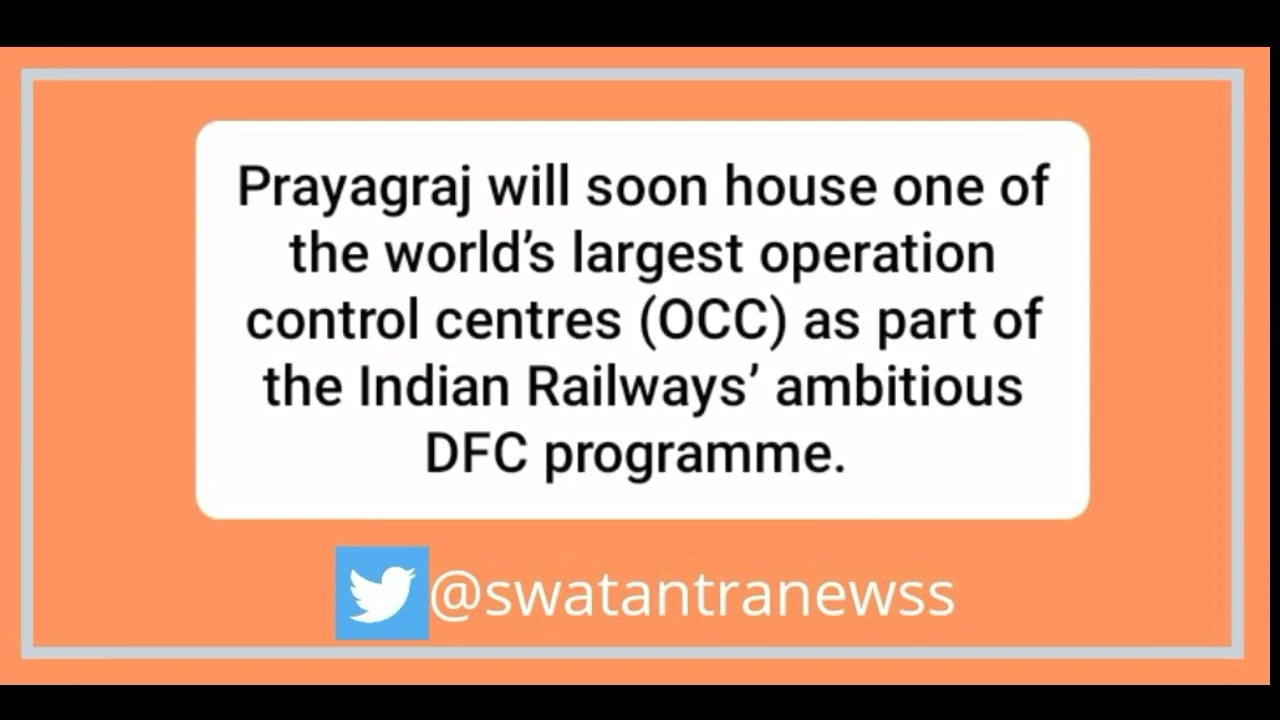 Prayagraj will soon house one of
the world’s largest operation
control centres (OCC) as part of
the Indian Railways’ ambitious
DFC programme.
@swatantranewss